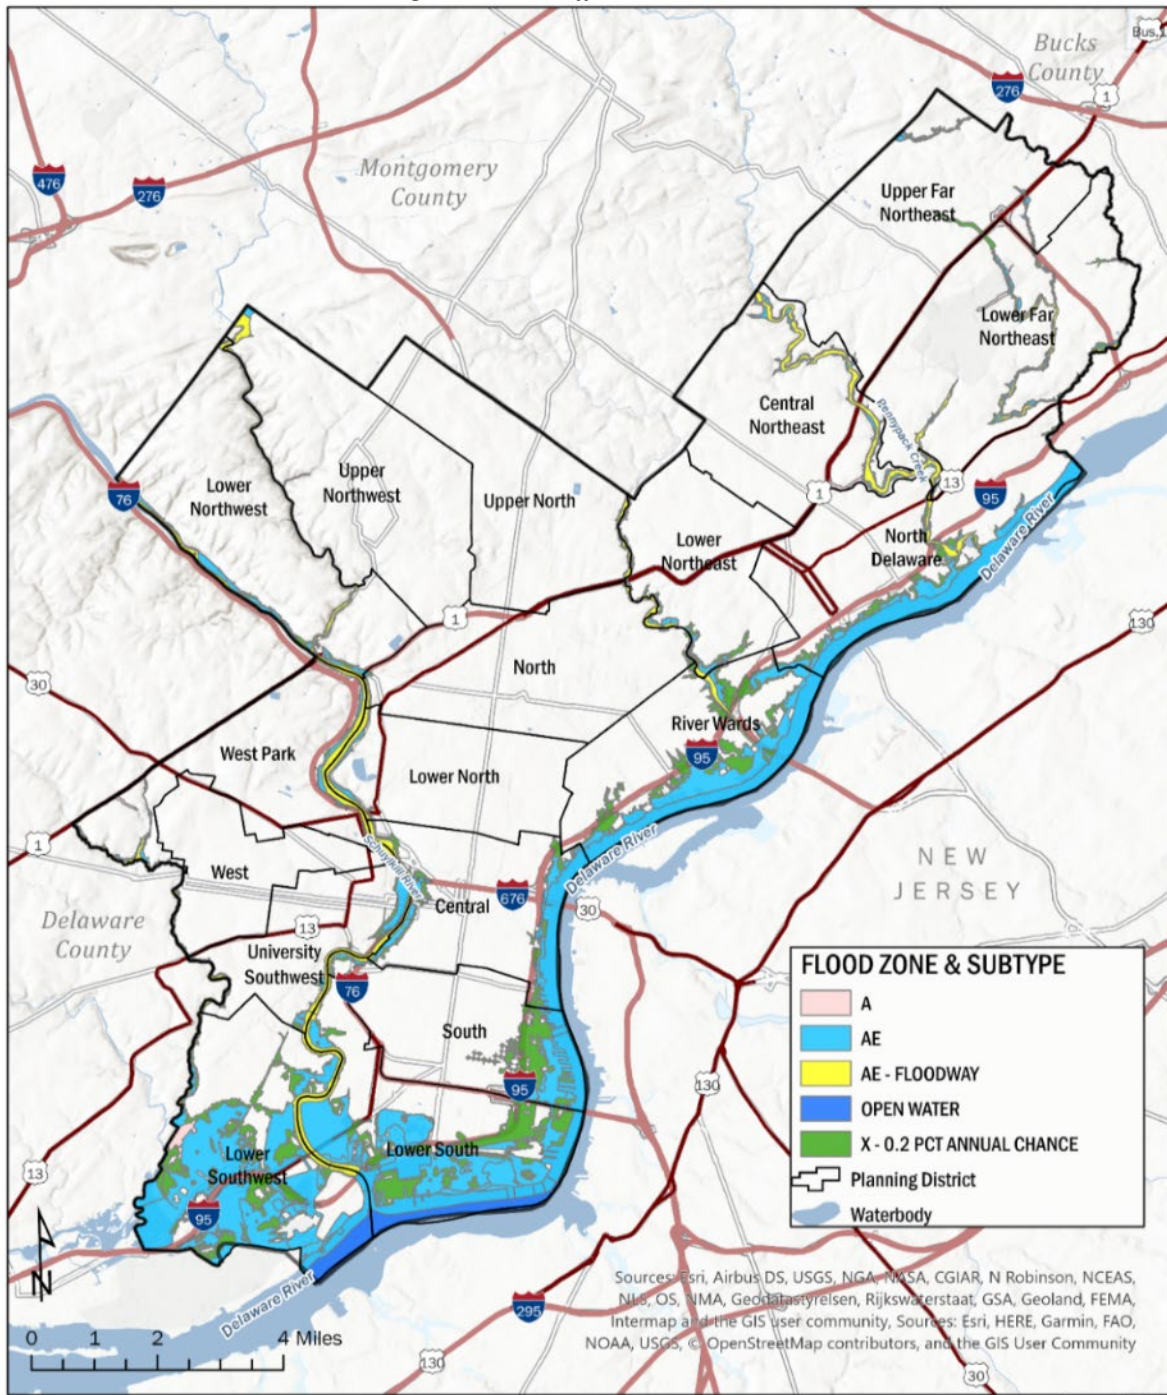 Bucks
County
Bus. 1
276
1
Montgomery
County
476
276
Upper Far
Northeast
Lower Far
Northeast
Central
Northeast
Pennypack Creek
76
Lower
Northwest
Upper
Northwest
Upper North
Lower
Northeast
1
13
95
North
Delaware
Delaware River
1
130
30
North
River Wards
95
West Park
Lower North
1
Schuylkill River
Delaware River
West
Central
676
30
NEW
JERSEY
Delaware
County
13
University
Southwest
76
South
95
130
Lower
Southwest
Lower South
13
95
N
Delaware River
295
130
30
FLOOD ZONE & SUBTYPE
A
AE
AE - FLOODWAY
OPEN WATER
X - 0.2 PCT ANNUAL CHANCE
Planning District
Waterbody
0 1 2 4 Miles
Sources: Esri, Airbus DS, USGS, NGA, NASA, CGIAR, N Robinson, NCEAS,
NLS, OS, NMA, Geodatastyrelsen, Rijkswaterstaat, GSA, Geoland, FEMA,
Intermap and the GIS user community, Sources: Esri, HERE, Garmin, FAO,
NOAA, USGS, © OpenStreetMap contributors, and the GIS User Community